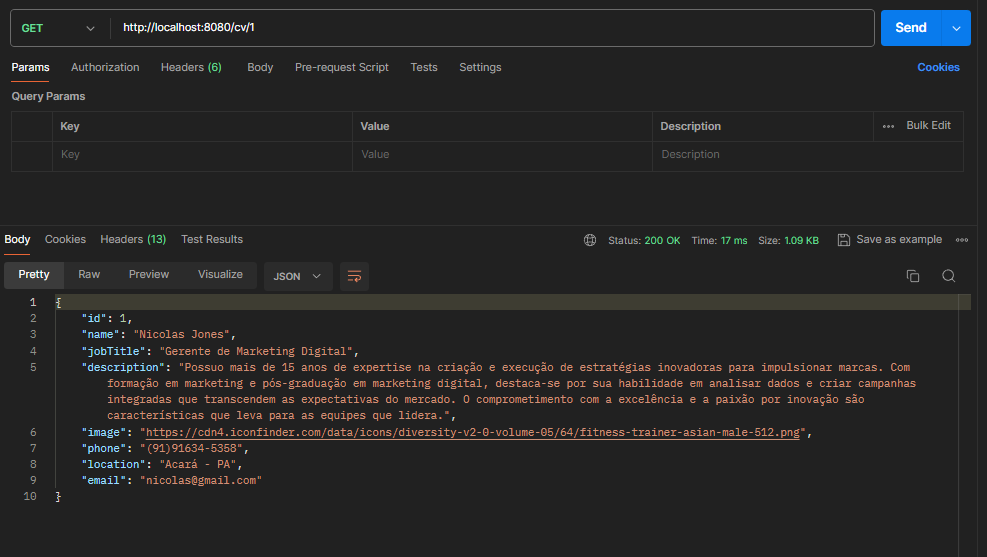 GET http://localhost:8080/cv/1 Send
Params Authorization Headers (6) Body Pre-request Script Tests Settings Cookies
Query Params
Key Value Description ••• Bulk Edit
Key Value Description
Body Cookies Headers (13) Test Results Status: 200 OK Time: 17 ms Size: 1.09 KB Save as example •••
Pretty Raw Preview Visualize JSON
1 {
2 "id": 1,
3 "name": "Nicolas Jones",
4 "jobTitle": "Gerente de Marketing Digital",
5 "description": "Possuo mais de 15 anos de expertise na criação e execução de estratégias inovadoras para impulsionar marcas. Com
formação em marketing e pós-graduação em marketing digital, destaca-se por sua habilidade em analisar dados e criar campanhas
integradas que transcendem as expectativas do mercado. O comprometimento com a excelência e a paixão por inovação são
características que leva para as equipes que lidera.",
6 "image": "https://cdn4.iconfinder.com/data/icons/diversity-v2-0-volume-05/64/fitness-trainer-asian-male-512.png",
7 "phone": "(91)91634-5358",
8 "location": "Acará - PA",
9 "email": "nicolas@gmail.com"
10 }